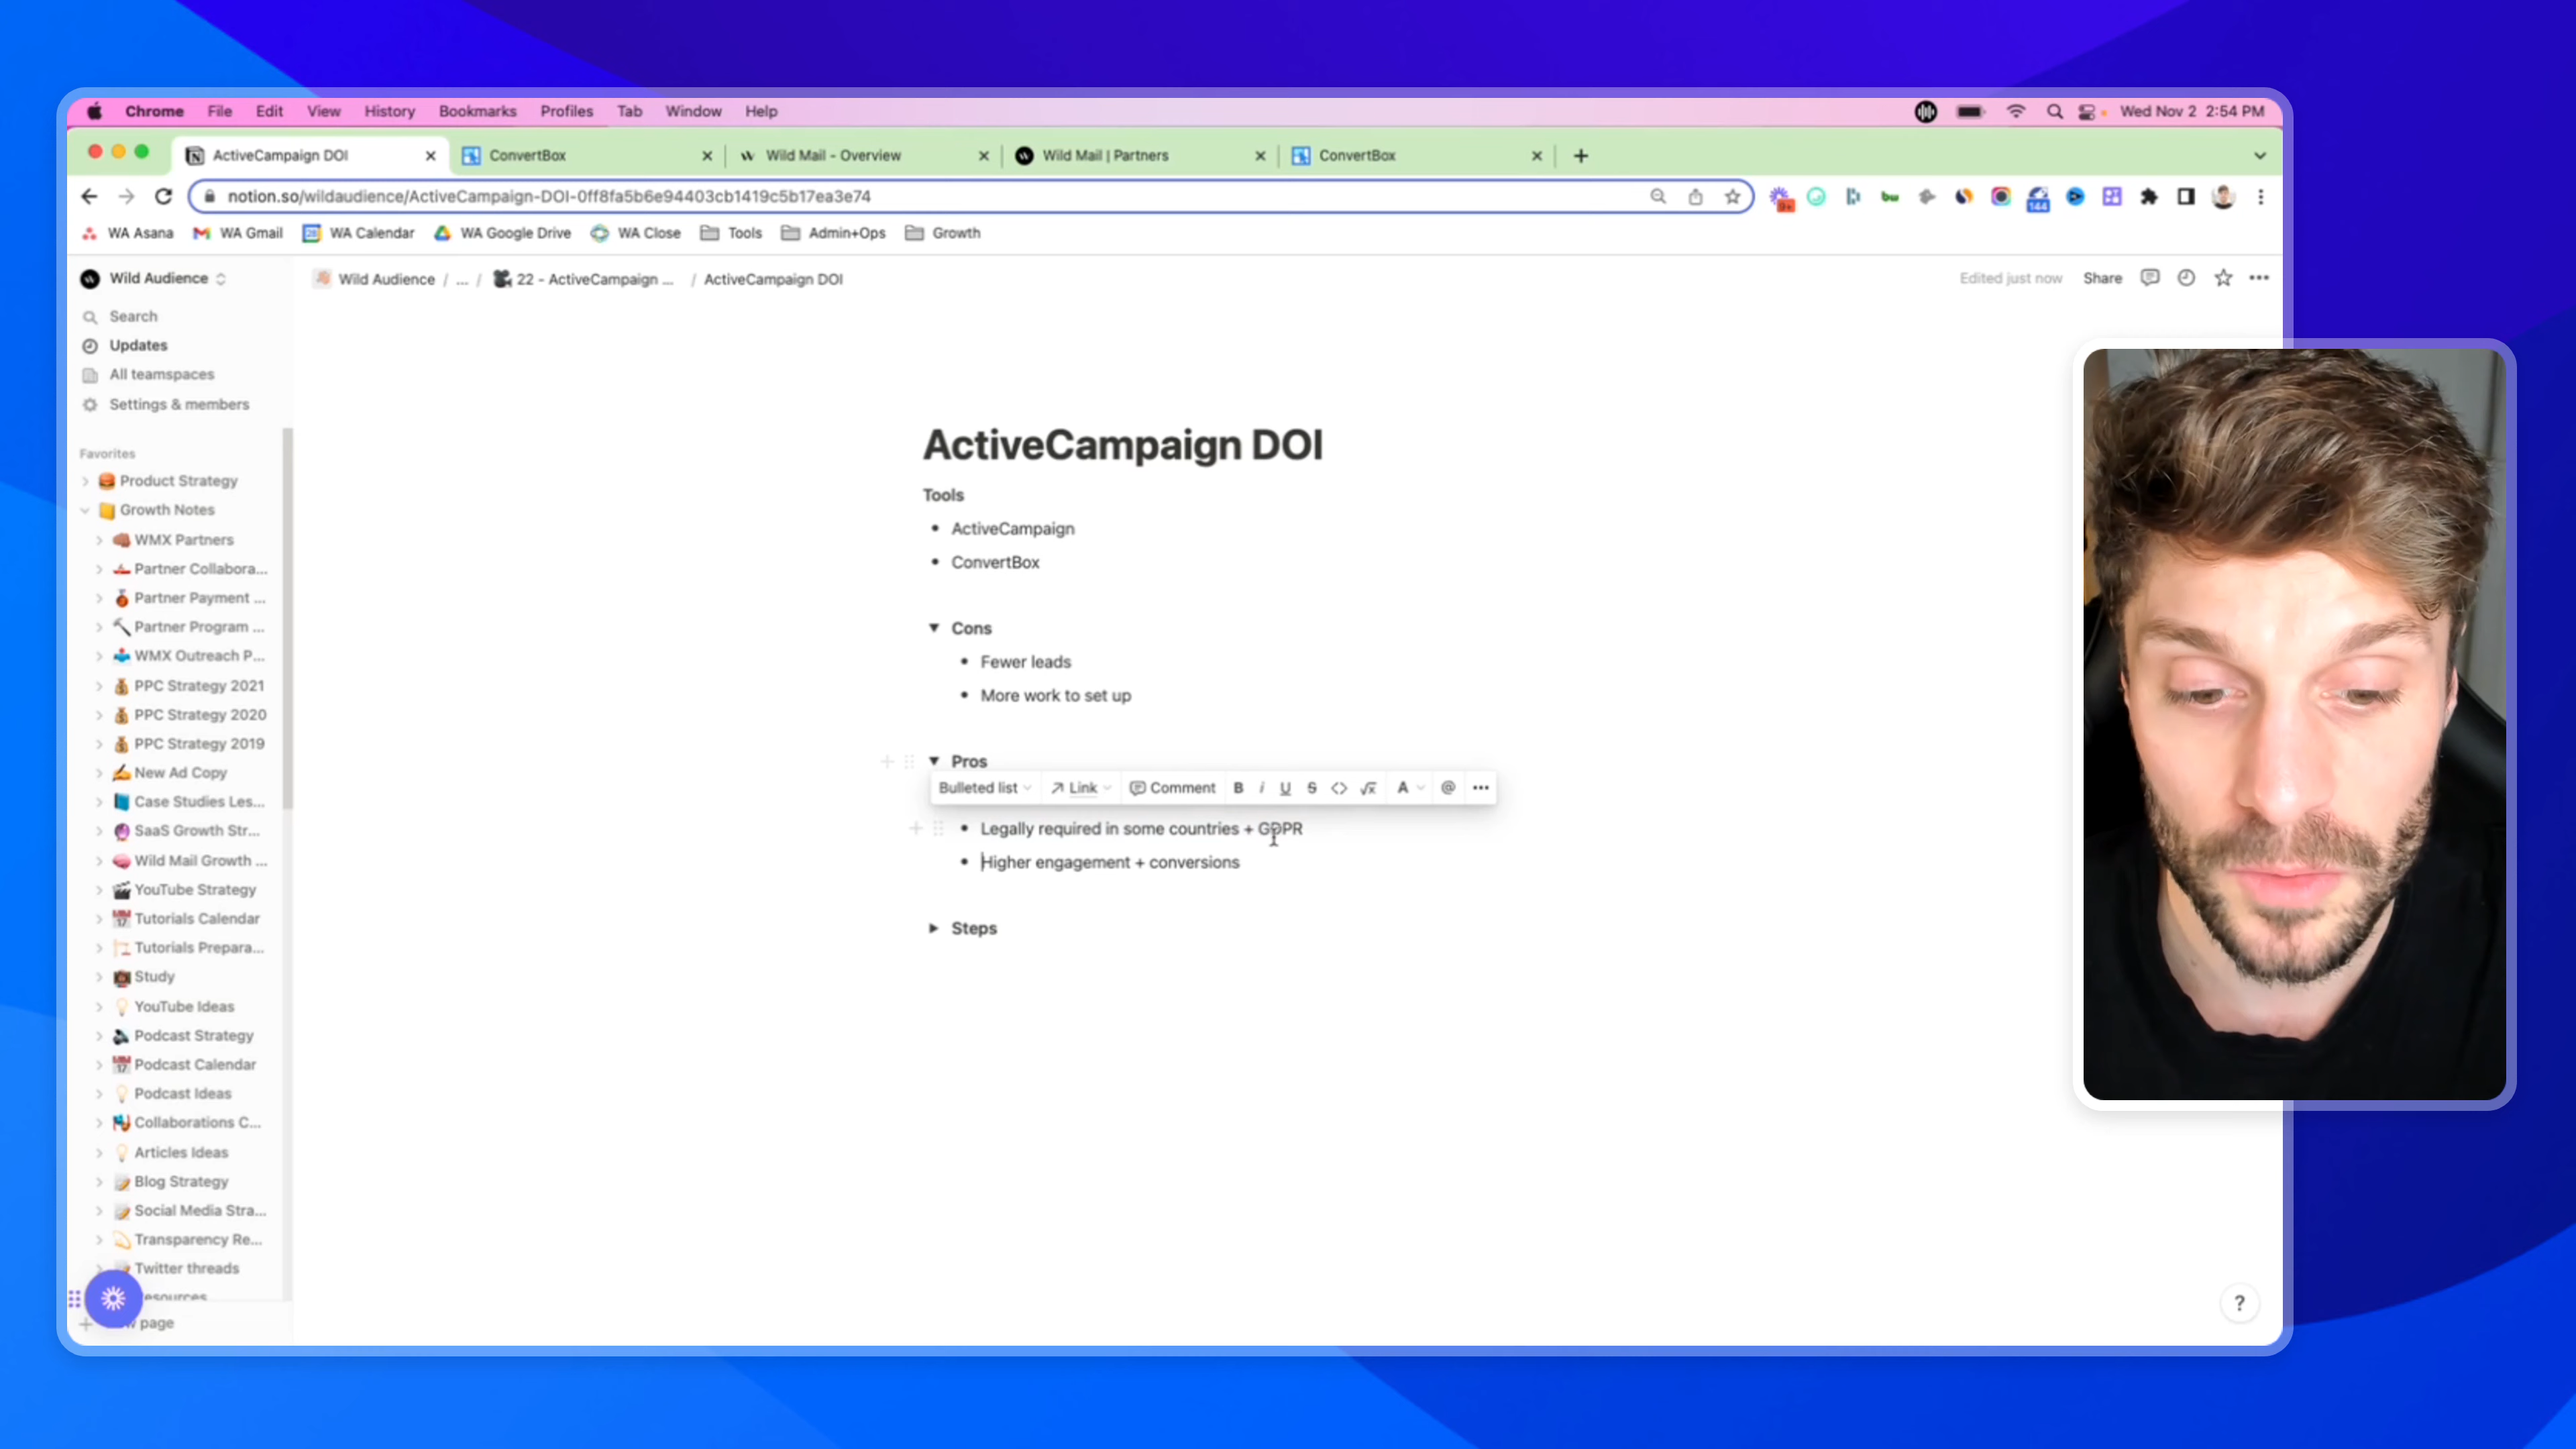 Chrome File Edit View History Bookmarks Profiles Tab Window Help Wed Nov 2 2:54 PM
ActiveCampaign DOI ConvertBox Wild Mail - Overview Wild Mail | Partners ConvertBox
notion.so/wildaudience/ActiveCampaign-DOI-0ff8fa5b6e94403cb1419c5b17ea3e74 9+ bw 144
WA Asana WA Gmail WA Calendar WA Google Drive WA Close Tools Admin+Ops Growth
Wild Audience
Wild Audience / ... / 22 - ActiveCampaign ... / ActiveCampaign DOI
Edited just now Share
Search
Updates
All teamspaces
Settings & members
Favorites
Product Strategy
Growth Notes
WMX Partners
Partner Collabora...
Partner Payment ...
Partner Program ...
WMX Outreach P...
PPC Strategy 2021
PPC Strategy 2020
PPC Strategy 2019
New Ad Copy
Case Studies Les...
SaaS Growth Str...
Wild Mail Growth ...
YouTube Strategy
Tutorials Calendar
Tutorials Prepara...
Study
YouTube Ideas
Podcast Strategy
Podcast Calendar
Podcast Ideas
Collaborations C...
Articles Ideas
Blog Strategy
Social Media Stra...
Transparency Re...
Twitter threads
page
ActiveCampaign DOI
Tools
• ActiveCampaign
• ConvertBox
Cons
• Fewer leads
• More work to set up
Pros
Bulleted list Link Comment B i U S <> √x A @ •••
• Legally required in some countries + GDPR
• Higher engagement + conversions
Steps
?